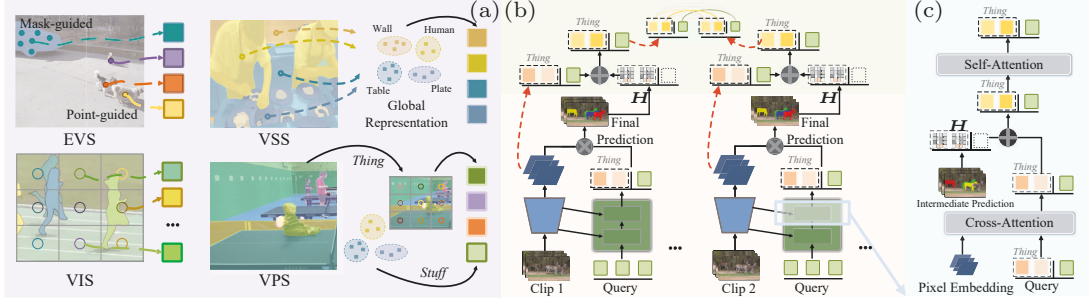 (a)
Mask-guided
Point-guided
EVS
Wall
Human
Table
Plate
Global
Representation
VSS
VIS
Thing
Stuff
VPS
(b)
Thing
H
Final
Prediction
Thing
Clip 1
Query
...
Thing
H
Final
Prediction
Thing
Clip 2
Query
...
(c)
Thing
Self-Attention
Thing
H
Intermediate Prediction
Thing
Cross-Attention
Thing
Pixel Embedding
Query